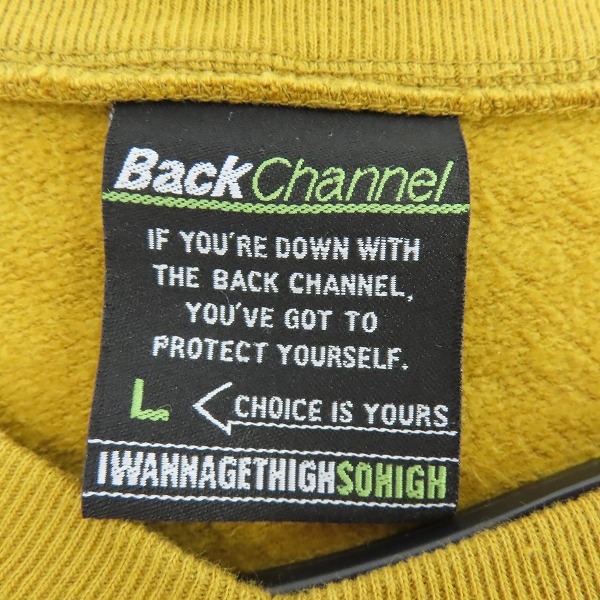 BackChannel
IF YOU'RE DOWN WITH
THE BACK CHANNEL,
YOU'VE GOT TO
PROTECT YOURSELF.
L CHOICE IS YOURS
IWANNAGETHIGHSOHIGH